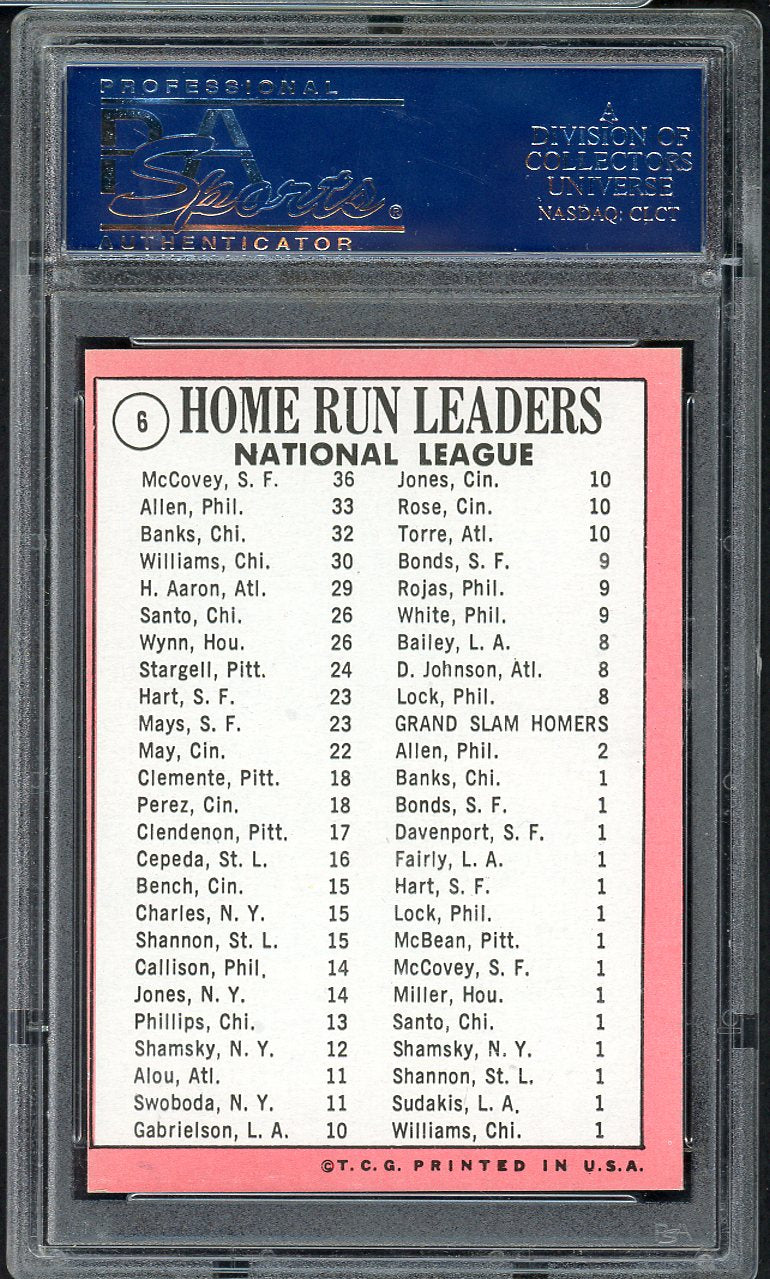 PROFESSIONAL
PSA
Sports®
AUTHENTICATOR
A
DIVISION OF
COLLECTORS
UNIVERSE
NASDAQ: CLCT
6 HOME RUN LEADERS
NATIONAL LEAGUE
McCovey, S. F. 36
Allen, Phil. 33
Banks, Chi. 32
Williams, Chi. 30
H. Aaron, Atl. 29
Santo, Chi. 26
Wynn, Hou. 26
Stargell, Pitt. 24
Hart, S. F. 23
Mays, S. F. 23
May, Cin. 22
Clemente, Pitt. 18
Perez, Cin. 18
Clendenon, Pitt. 17
Cepeda, St. L. 16
Bench, Cin. 15
Charles, N. Y. 15
Shannon, St. L. 15
Callison, Phil. 14
Jones, N. Y. 14
Phillips, Chi. 13
Shamsky, N. Y. 12
Alou, Atl. 11
Swoboda, N. Y. 11
Gabrielson, L. A. 10
Jones, Cin. 10
Rose, Cin. 10
Torre, Atl. 10
Bonds, S. F. 9
Rojas, Phil. 9
White, Phil. 9
Bailey, L. A. 8
D. Johnson, Atl. 8
Lock, Phil. 8
GRAND SLAM HOMERS
Allen, Phil. 2
Banks, Chi. 1
Bonds, S. F. 1
Davenport, S. F. 1
Fairly, L. A. 1
Hart, S. F. 1
Lock, Phil. 1
McBean, Pitt. 1
McCovey, S. F. 1
Miller, Hou. 1
Santo, Chi. 1
Shamsky, N. Y. 1
Shannon, St. L. 1
Sudakis, L. A. 1
Williams, Chi. 1
©T.C.G. PRINTED IN U.S.A.
PSA